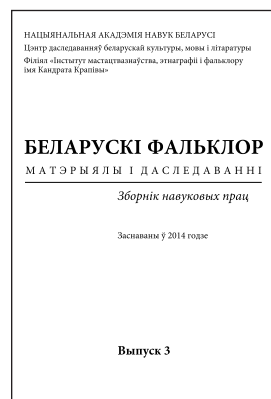 НАЦЫЯНАЛЬНАЯ АКАДЭМІЯ НАВУК БЕЛАРУСІ
Цэнтр даследаванняў беларускай культуры, мовы і літаратуры
Філіял «Інстытут мастацтвазнаўства, этнаграфіі і фальклору
імя Кандрата Крапівы»
БЕЛАРУСКІ ФАЛЬКЛОР
МАТЭРЫЯЛЫ І ДАСЛЕДАВАННІ
Зборнік навуковых прац
Заснаваны ў 2014 годзе
Выпуск 3